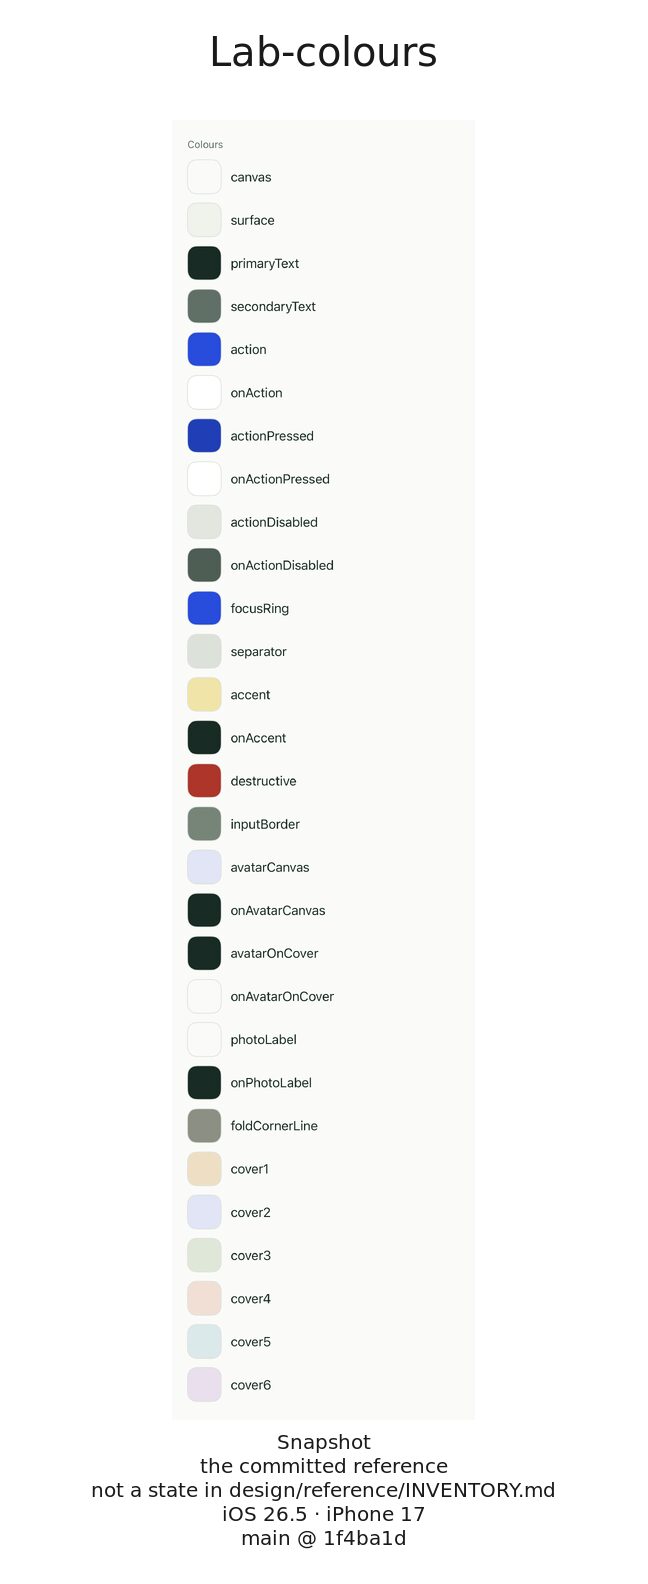 Lab-colours
Colours
canvas
surface
primaryText
secondaryText
action
onAction
actionPressed
onActionPressed
actionDisabled
onActionDisabled
focusRing
separator
accent
onAccent
destructive
inputBorder
avatarCanvas
onAvatarCanvas
avatarOnCover
onAvatarOnCover
photoLabel
onPhotoLabel
foldCornerLine
cover1
cover2
cover3
cover4
cover5
cover6
Snapshot
the committed reference
not a state in design/reference/INVENTORY.md
iOS 26.5 · iPhone 17
main @ 1f4ba1d